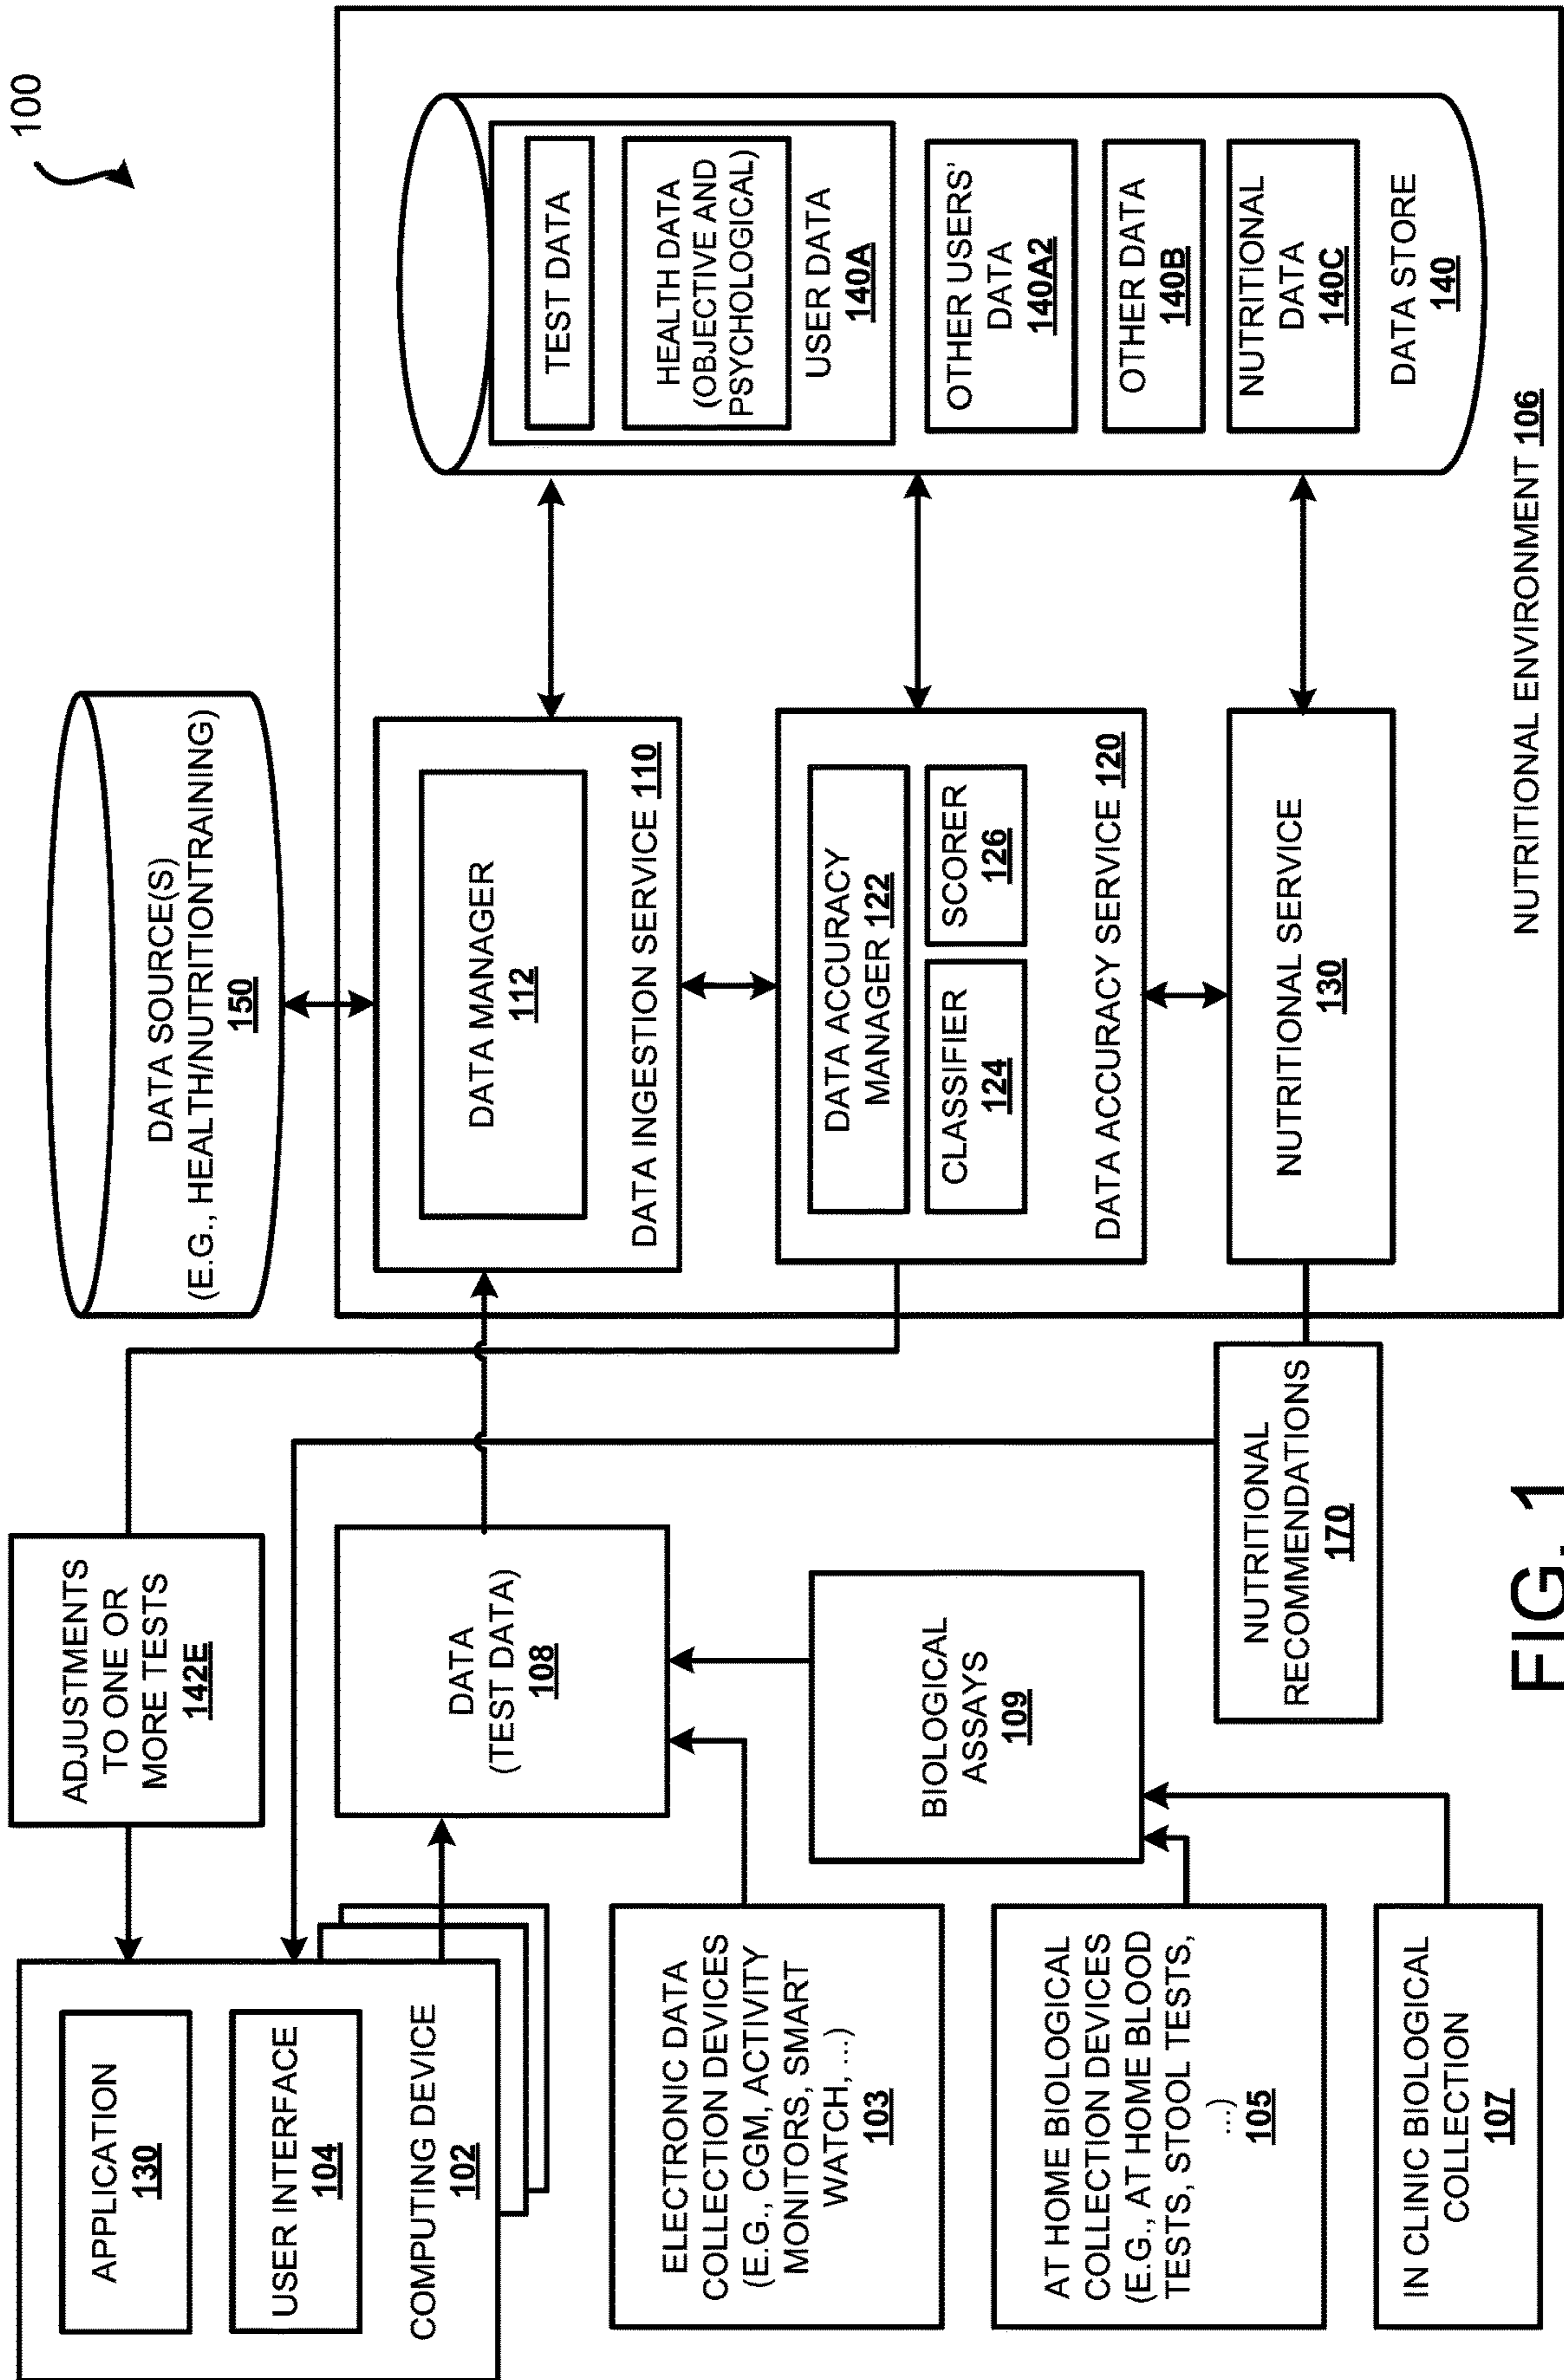 100
APPLICATION
130
USER INTERFACE
104
COMPUTING DEVICE
102
ADJUSTMENTS
TO ONE OR
MORE TESTS
142E
DATA SOURCE(S)
(E.G., HEALTH/NUTRITIONTRAINING)
150
ELECTRONIC DATA
COLLECTION DEVICES
(E.G., CGM, ACTIVITY
MONITORS, SMART
WATCH, ...)
103
DATA
(TEST DATA)
108
AT HOME BIOLOGICAL
COLLECTION DEVICES
(E.G., AT HOME BLOOD
TESTS, STOOL TESTS,
...)
105
BIOLOGICAL
ASSAYS
109
IN CLINIC BIOLOGICAL
COLLECTION
107
NUTRITIONAL
RECOMMENDATIONS
170
DATA MANAGER
112
DATA INGESTION SERVICE 110
DATA ACCURACY
MANAGER 122
CLASSIFIER
124
SCORER
126
DATA ACCURACY SERVICE 120
NUTRITIONAL SERVICE
130
TEST DATA
HEALTH DATA
(OBJECTIVE AND
PSYCHOLOGICAL)
USER DATA
140A
OTHER USERS'
DATA
140A2
OTHER DATA
140B
NUTRITIONAL
DATA
140C
DATA STORE
140
NUTRITIONAL ENVIRONMENT 106
FIG. 1